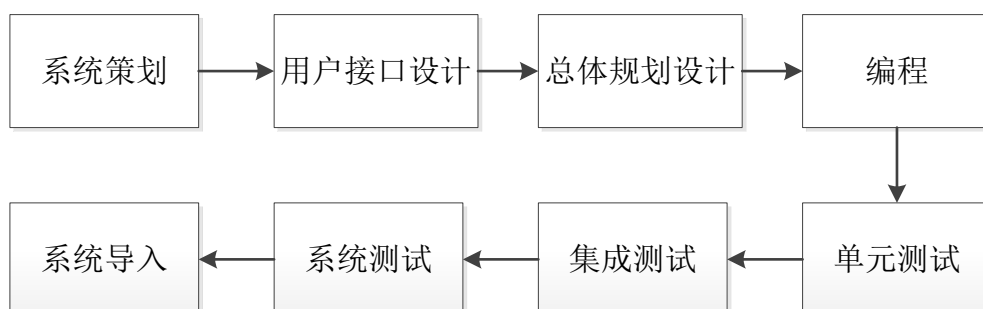 系统策划
用户接口设计
总体规划设计
编程
单元测试
集成测试
系统测试
系统导入